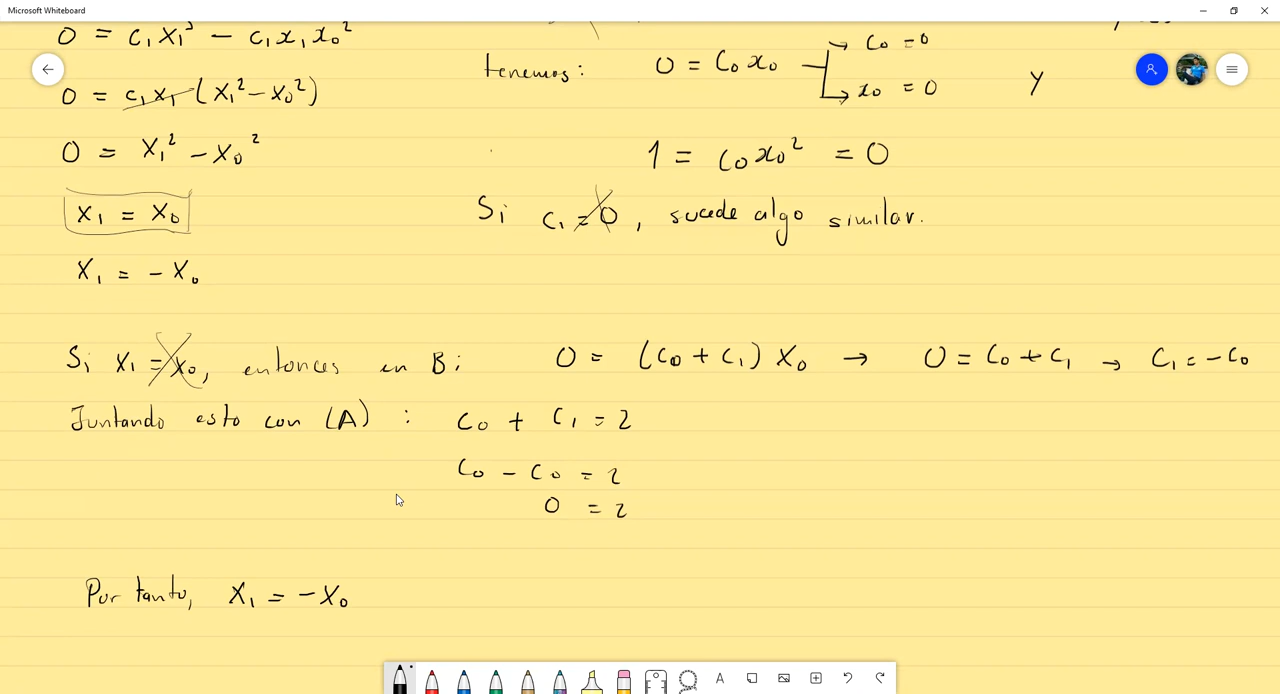 Microsoft Whiteboard
0 = c₁x₁³ − c₁x₁x₀²
0 = c₁x₁(x₁² − x₀²)
0 = x₁² − x₀²
x₁ = x₀
x₁ = −x₀
tenemos: 0 = c₀x₀ → c₀ = 0
→ x₀ = 0 y
1 = c₀x₀² = 0
Si c₁ = 0, sucede algo similar.
Si x₁ = x₀, entonces en B: 0 = (c₀ + c₁) x₀ → 0 = c₀ + c₁ → c₁ = −c₀
Juntando esto con (A): c₀ + c₁ = 2
c₀ − c₀ = 2
0 = 2
Por tanto, x₁ = −x₀
A